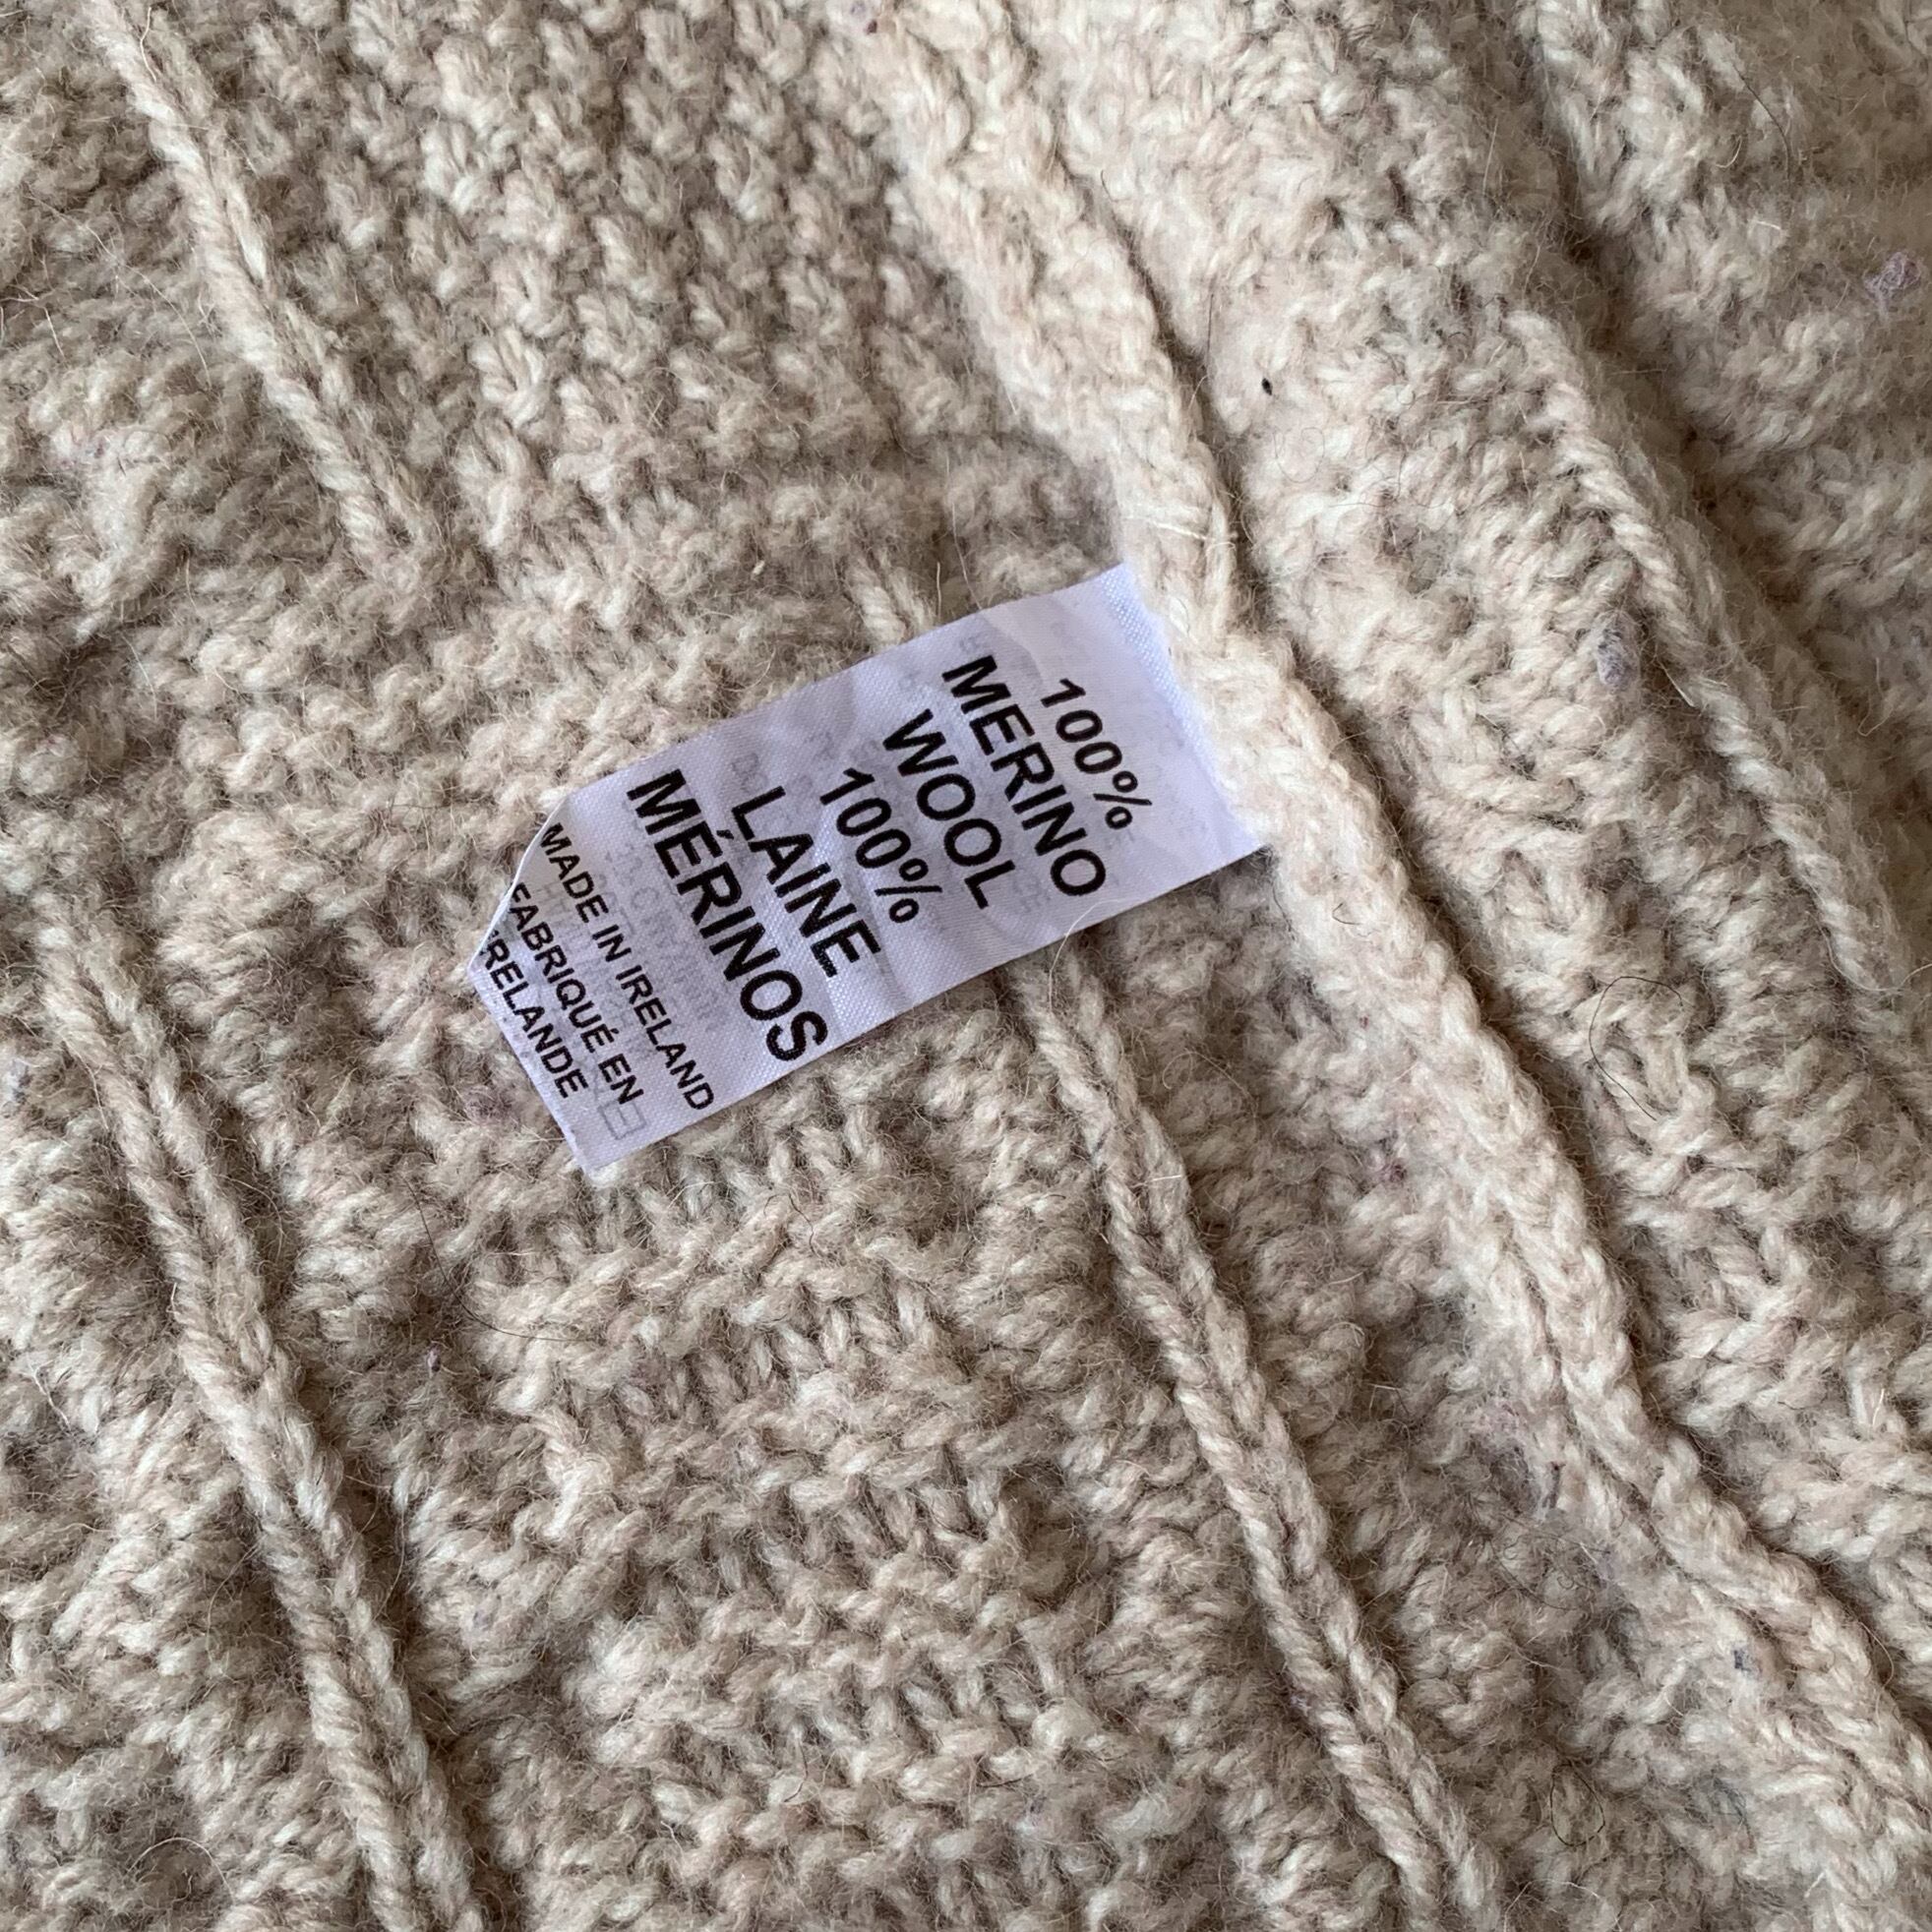 100%
MERINO
WOOL
100%
LAINE
MÉRINOS
MADE IN IRELAND
FABRIQUÉ EN
IRELANDE